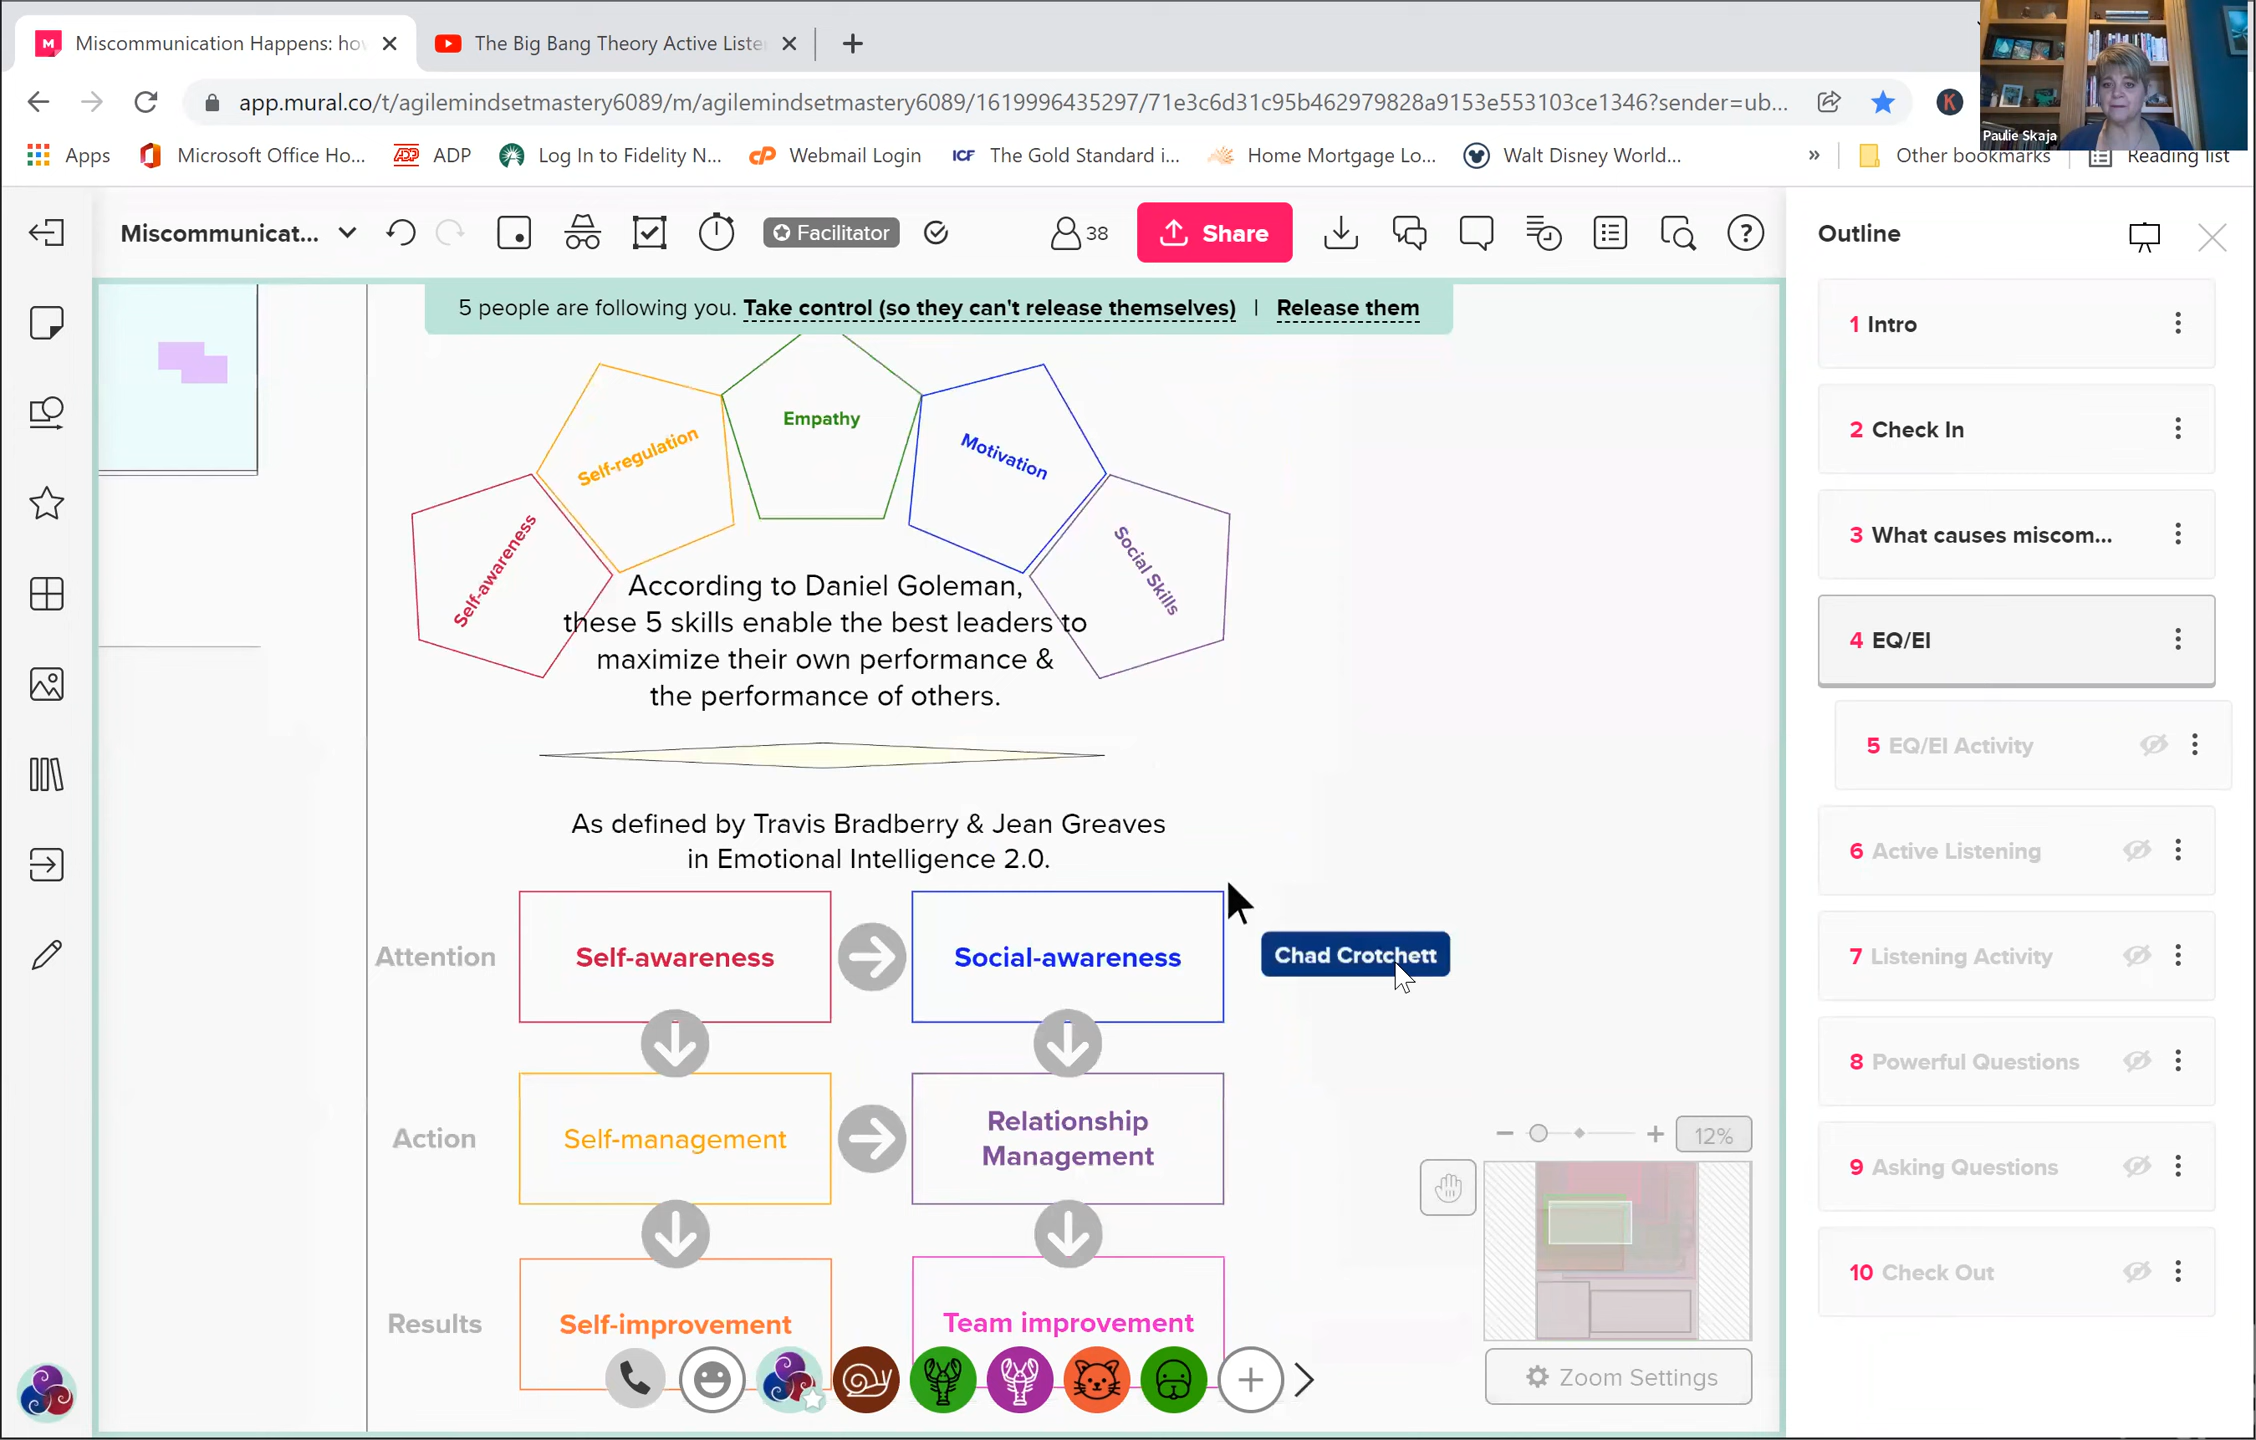 Miscommunication Happens: how
The Big Bang Theory Active Liste
Paulie Skaja
app.mural.co/t/agilemindsetmastery6089/m/agilemindsetmastery6089/1619996435297/71e3c6d31c95b462979828a9153e553103ce1346?sender=ub...
K
Apps
Microsoft Office Ho...
ADP
Log In to Fidelity N...
Webmail Login
ICF The Gold Standard i...
Home Mortgage Lo...
Walt Disney World...
»
Other bookmarks
Reading list
Miscommunicat...
Facilitator
38
Share
Outline
5 people are following you. Take control (so they can't release themselves) | Release them
Empathy
Self-regulation
Motivation
Self-awareness
Social Skills
According to Daniel Goleman,
these 5 skills enable the best leaders to
maximize their own performance &
the performance of others.
As defined by Travis Bradberry & Jean Greaves
in Emotional Intelligence 2.0.
Attention
Self-awareness
Social-awareness
Chad Crotchett
Action
Self-management
Relationship
Management
Results
Self-improvement
Team improvement
1 Intro
2 Check In
3 What causes miscom...
4 EQ/EI
5 EQ/EI Activity
6 Active Listening
7 Listening Activity
8 Powerful Questions
9 Asking Questions
10 Check Out
12%
Zoom Settings